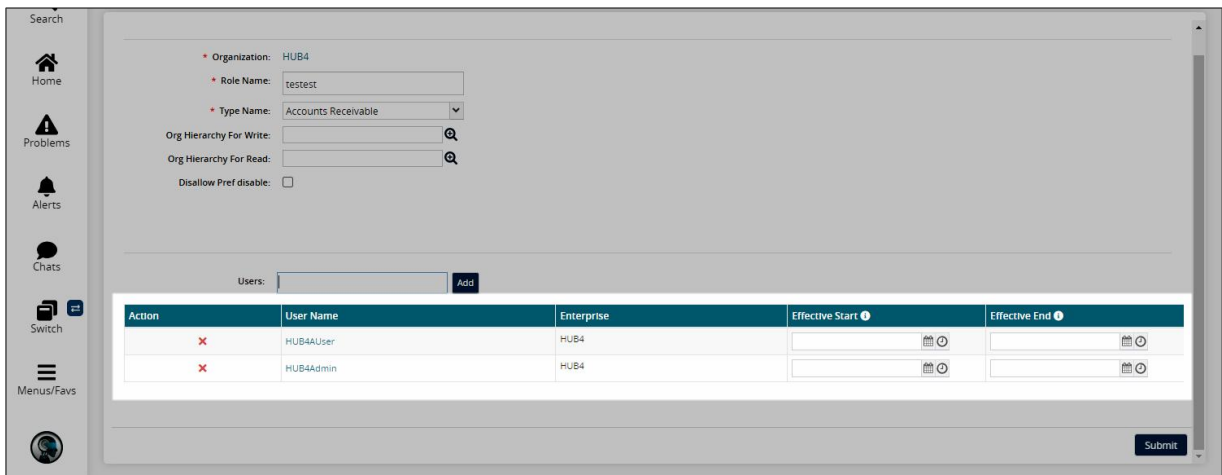 Search
Home
Problems
Alerts
Chats
Switch
Menus/Favs
* Organization: HUB4
* Role Name: testest
* Type Name: Accounts Receivable
Org Hierarchy For Write:
Org Hierarchy For Read:
Disallow Pref disable:
Users: Add
Action User Name Enterprise Effective Start Effective End
HUB4AUser HUB4
HUB4Admin HUB4
Submit